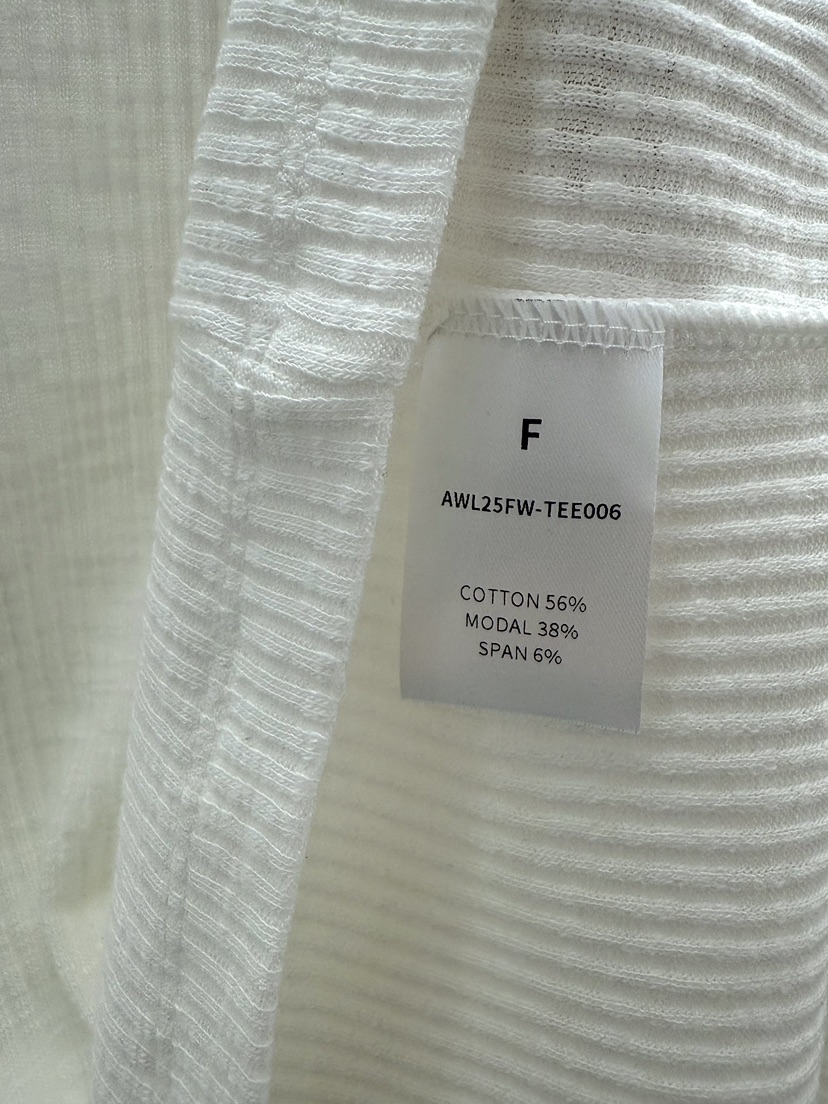 F
AWL25FW-TEE006
COTTON 56%
MODAL 38%
SPAN 6%